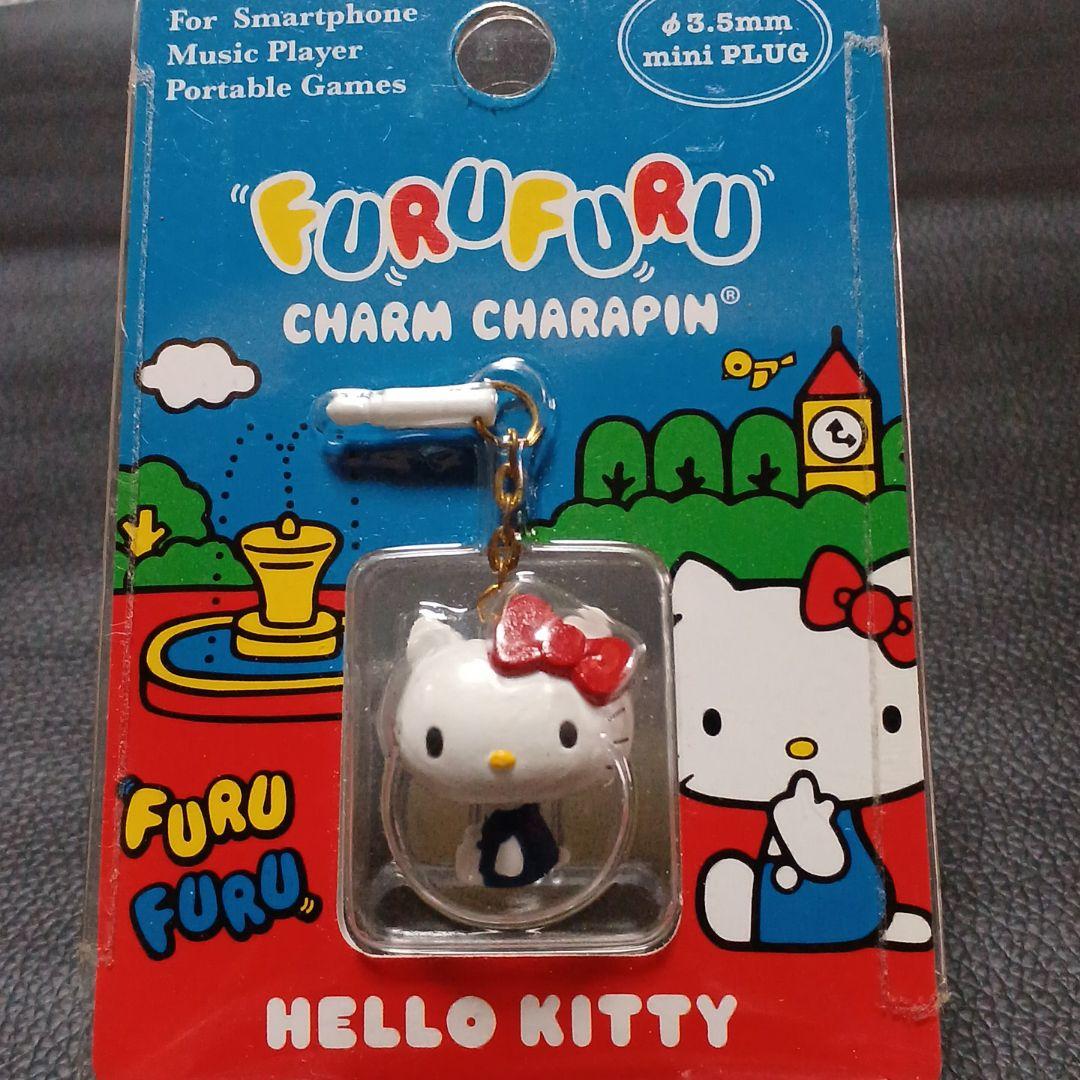 For Smartphone
Music Player
Portable Games
φ3.5mm
mini PLUG
FURUFURU
CHARM CHARAPIN®
FURU
FURU
HELLO KITTY